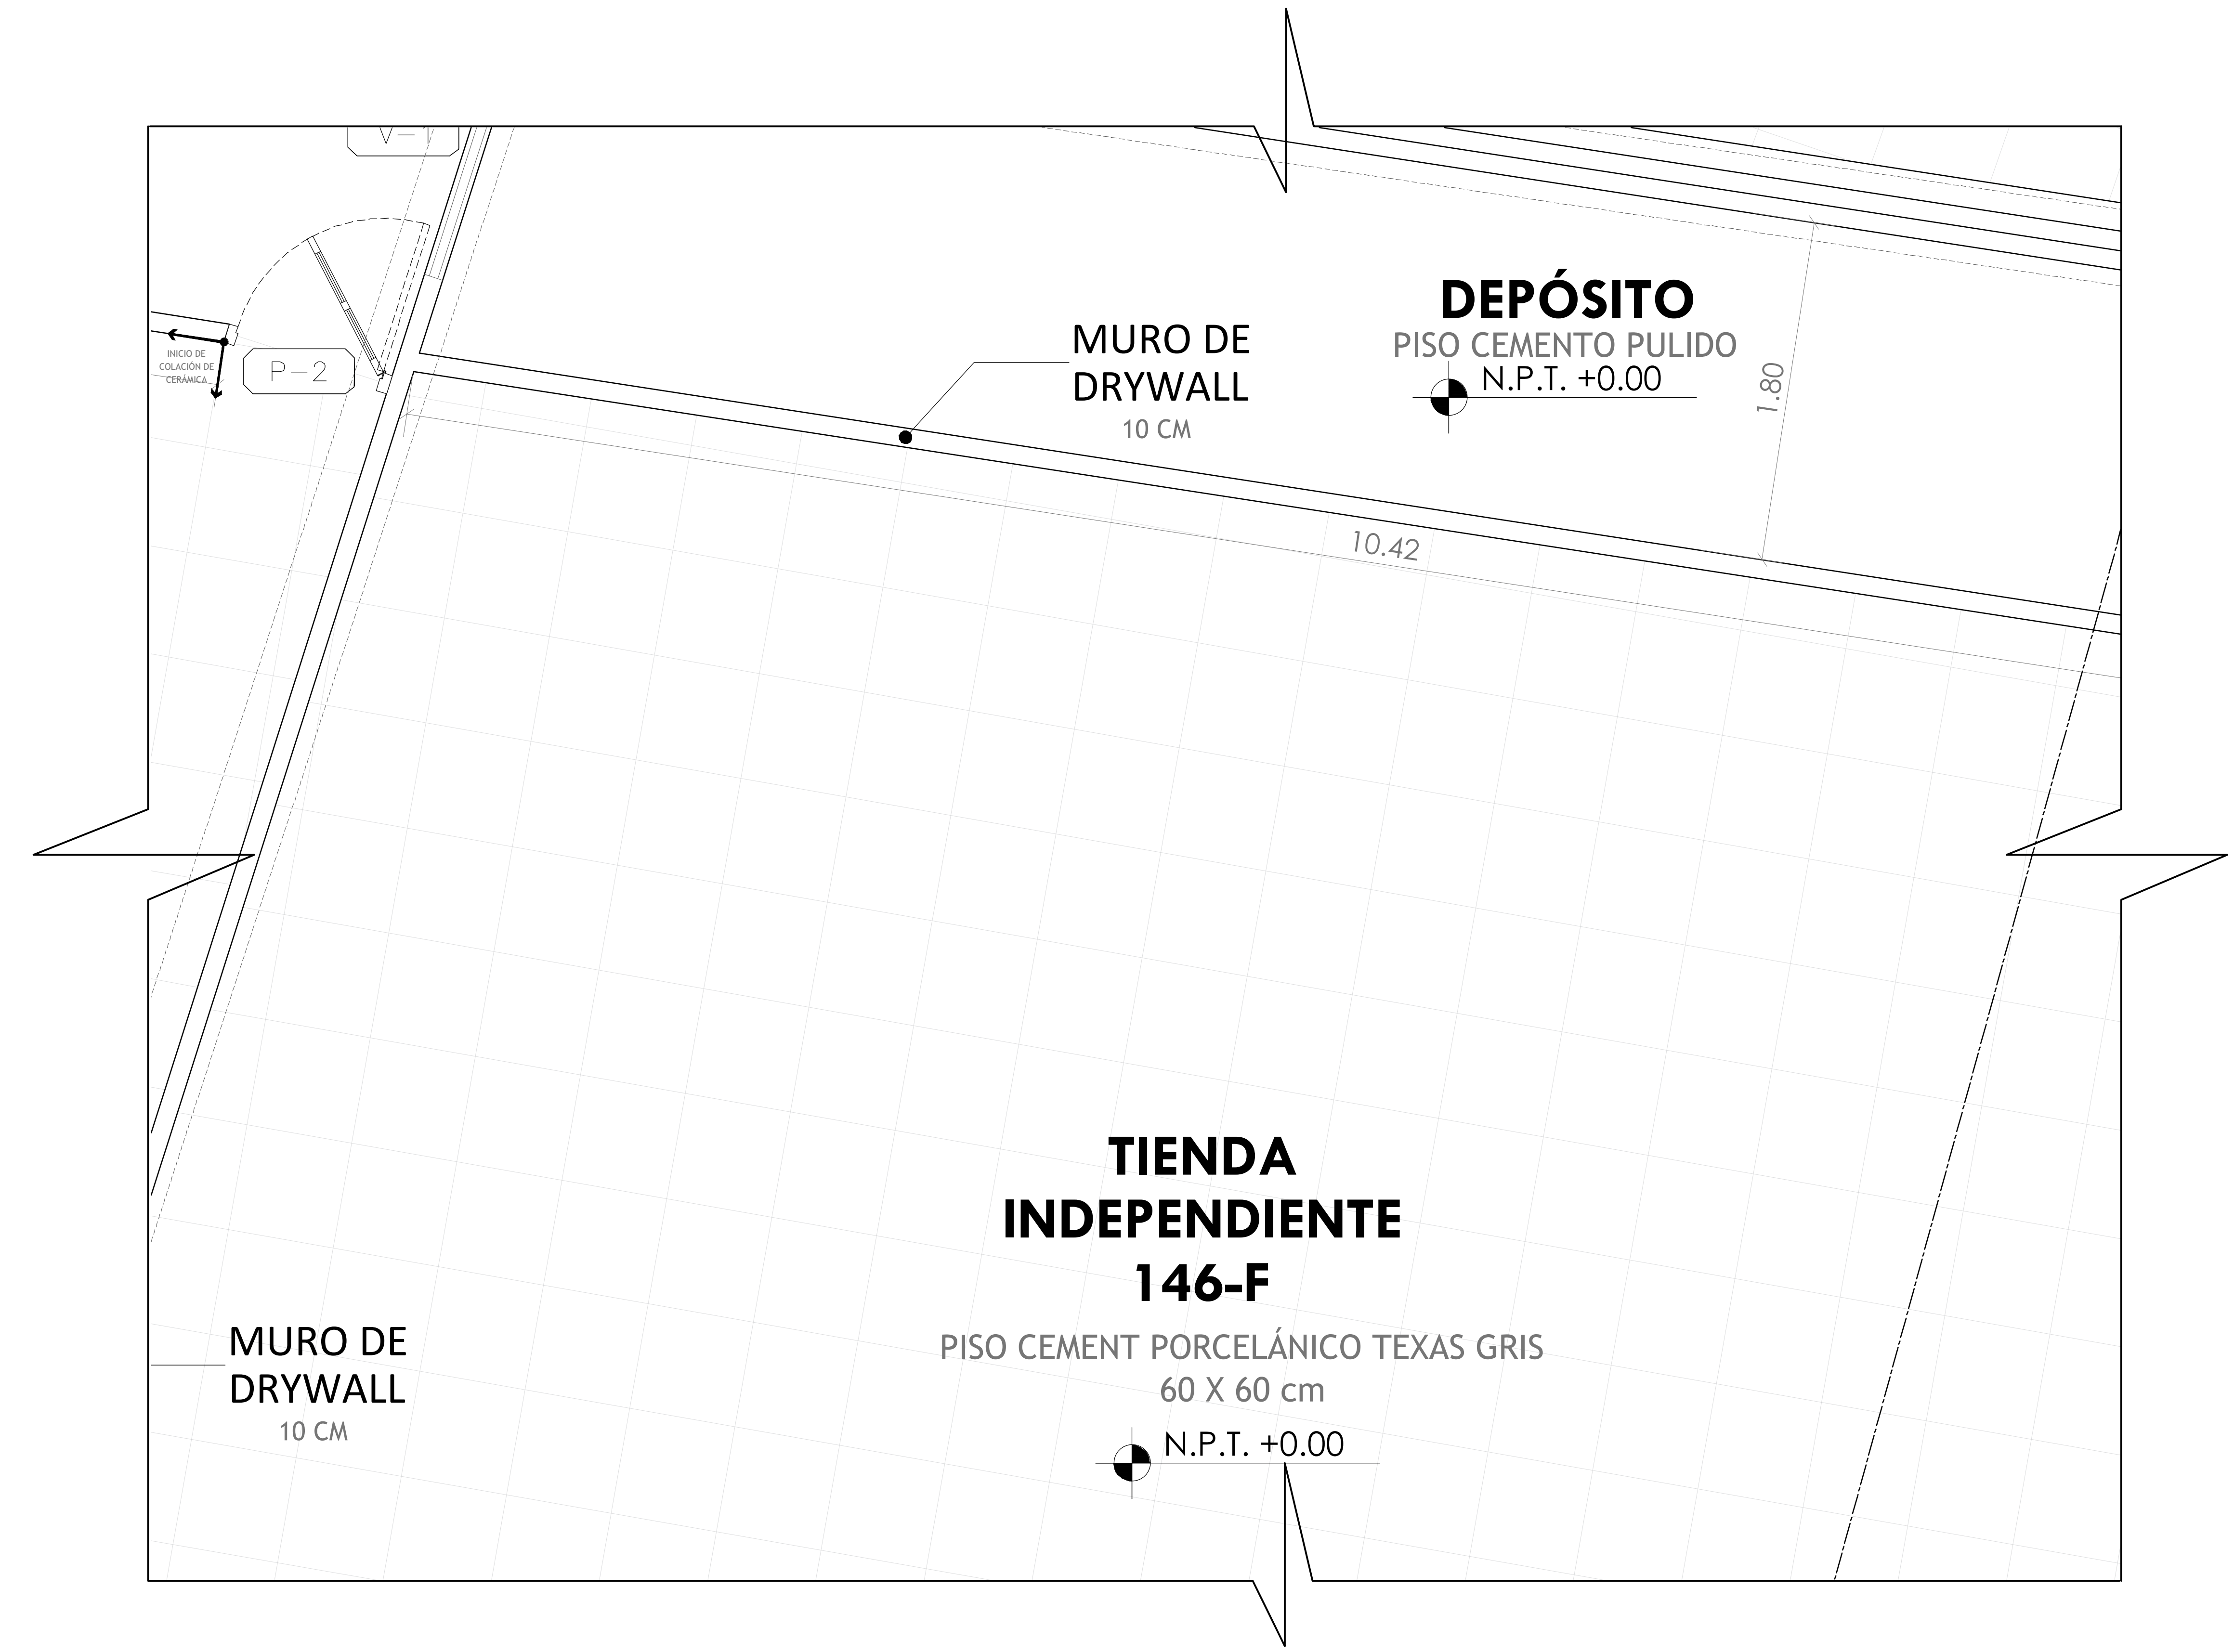 INICIO DE
COLACIÓN DE
CERÁMICA
P-2
MURO DE
DRYWALL
10 CM
DEPÓSITO
PISO CEMENTO PULIDO
N.P.T. +0.00
1.80
10.42
TIENDA
INDEPENDIENTE
146-F
PISO CEMENT PORCELÁNICO TEXAS GRIS
60 X 60 cm
N.P.T. +0.00
MURO DE
DRYWALL
10 CM